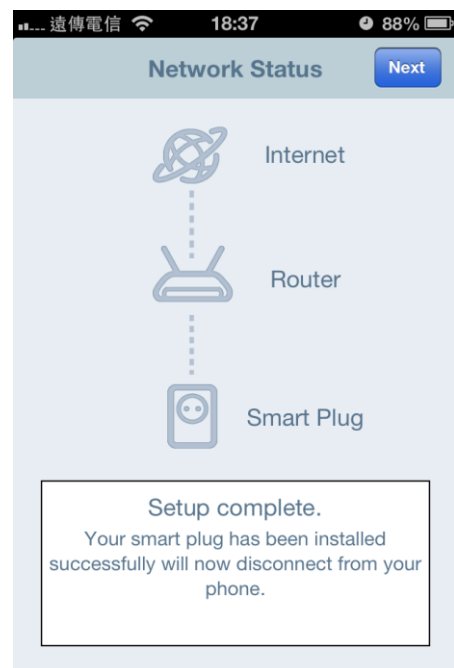 遠傳電信 18:37 88%
Network Status Next
Internet
Router
Smart Plug
Setup complete.
Your smart plug has been installed
successfully will now disconnect from your
phone.